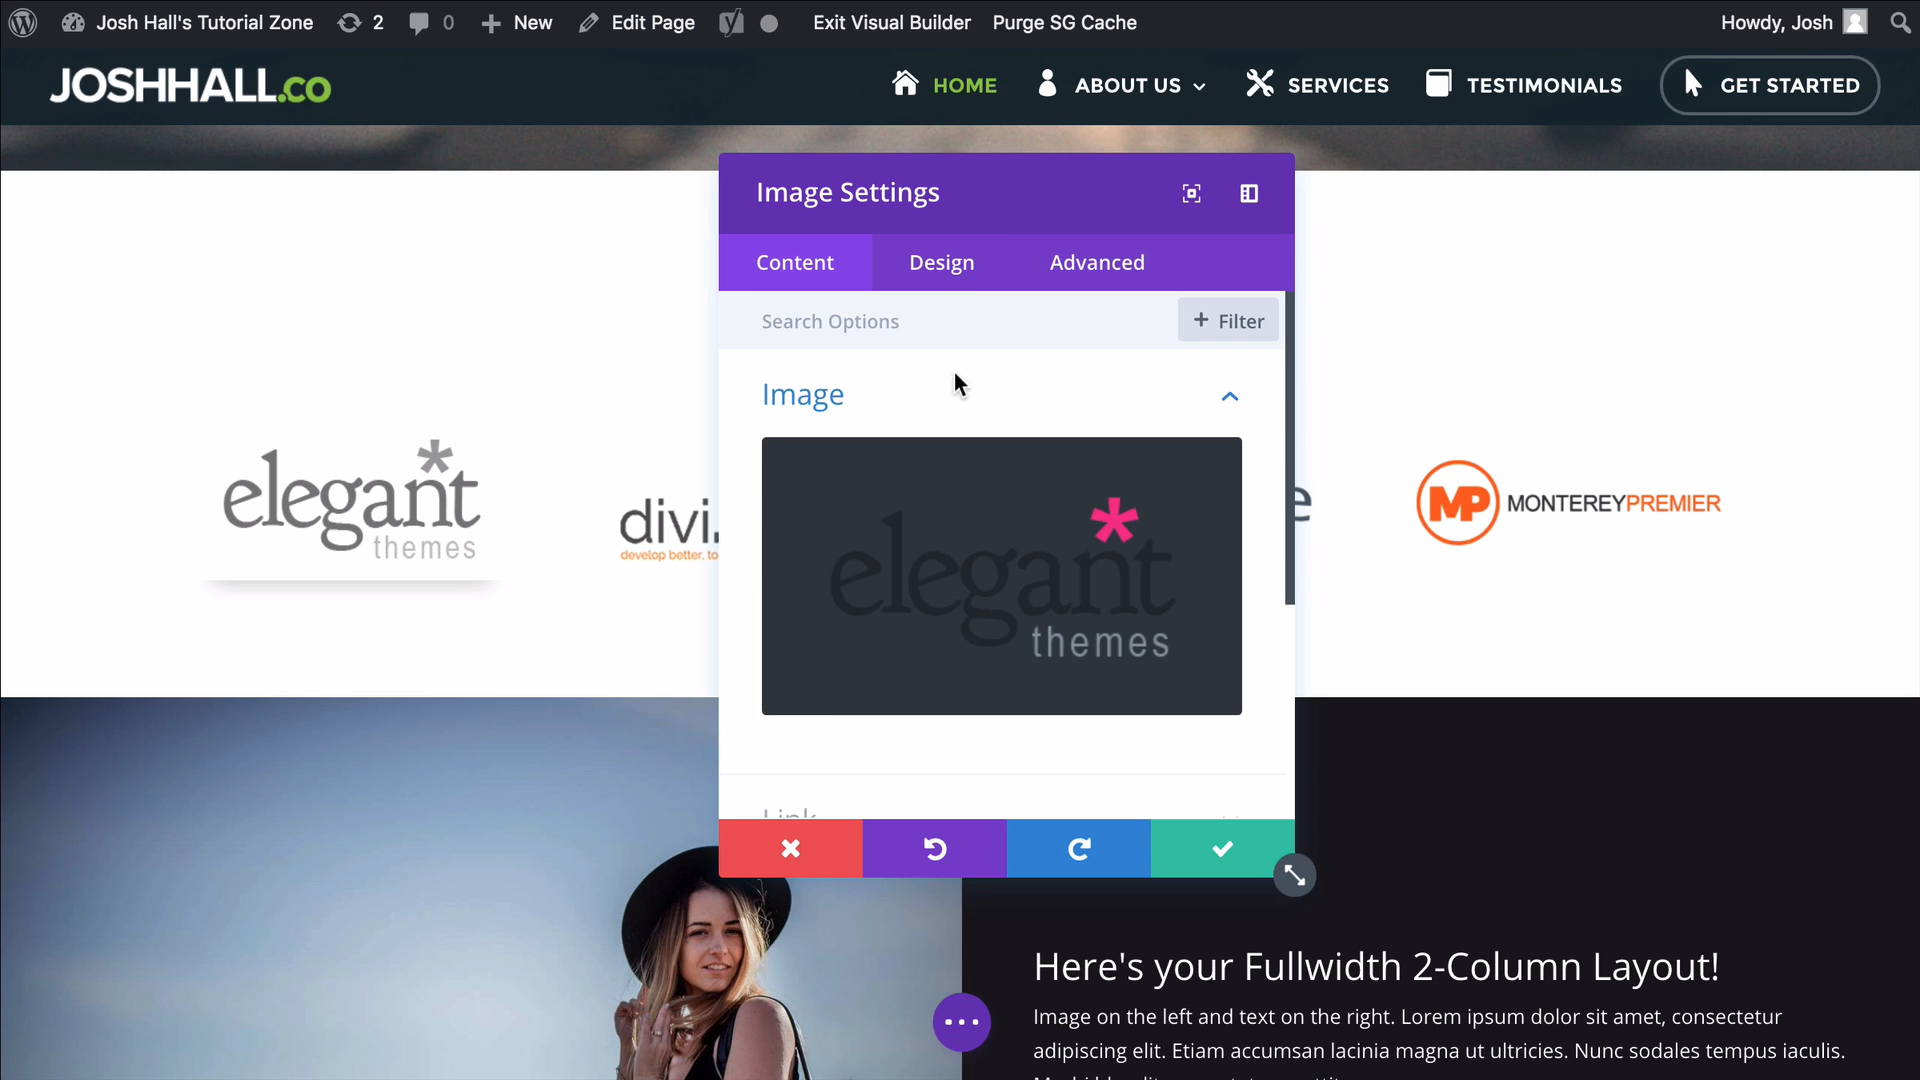 Josh Hall's Tutorial Zone 2 0 New Edit Page Exit Visual Builder Purge SG Cache Howdy, Josh
JOSHHALL.co HOME ABOUT US SERVICES TESTIMONIALS GET STARTED
Image Settings
Content Design Advanced
Search Options + Filter
Image
elegant themes
divi.
develop better. to
elegant themes
e
MP MONTEREYPREMIER
Link
Here's your Fullwidth 2-Column Layout!
Image on the left and text on the right. Lorem ipsum dolor sit amet, consectetur
adipiscing elit. Etiam accumsan lacinia magna ut ultricies. Nunc sodales tempus iaculis.